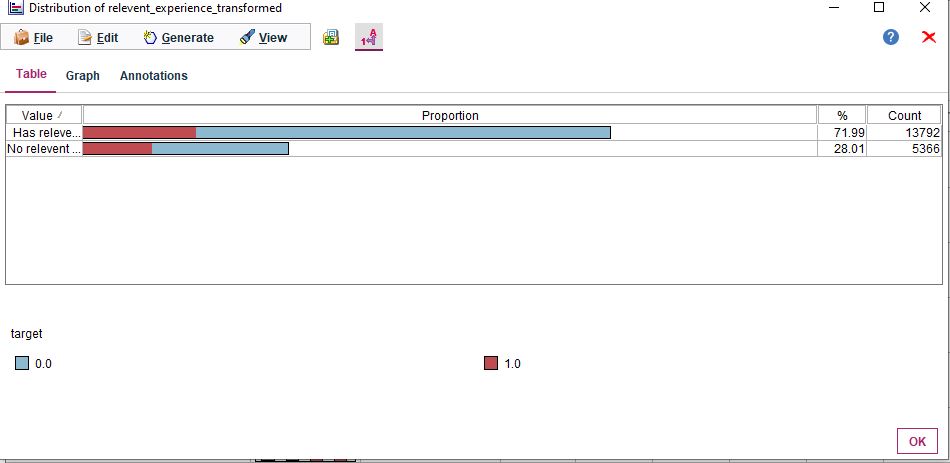 Distribution of relevent_experience_transformed
File Edit Generate View
Table Graph Annotations
Value Proportion % Count
Has releve... 71.99 13792
No relevent ... 28.01 5366
target
0.0 1.0
OK